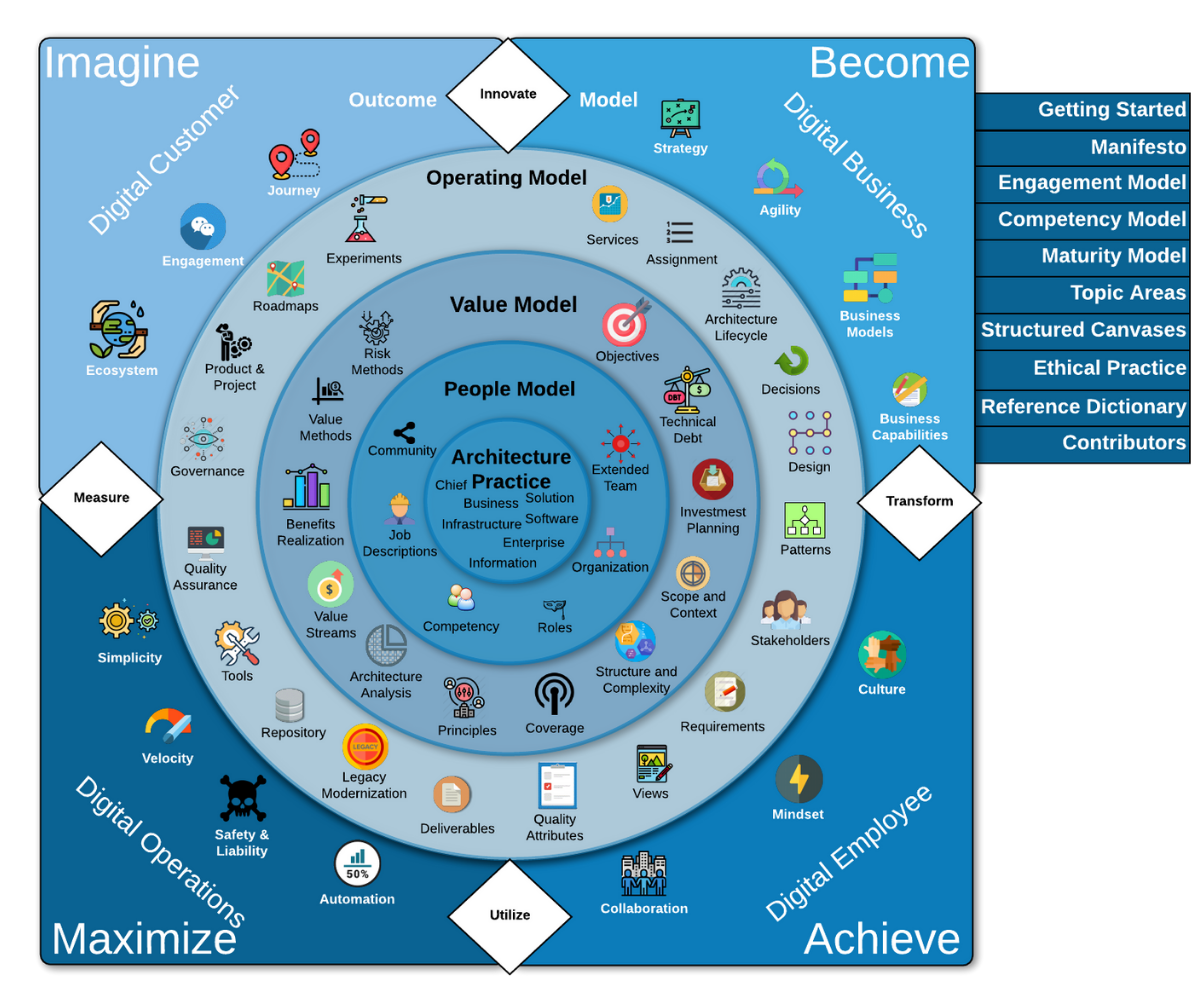 Imagine
Become
Digital Customer
Digital Business
Outcome
Innovate
Model
Getting Started
Manifesto
Engagement Model
Competency Model
Maturity Model
Topic Areas
Structured Canvases
Ethical Practice
Reference Dictionary
Contributors
Journey
Engagement
Ecosystem
Strategy
Agility
Business
Models
Business
Capabilities
Operating Model
Experiments
Roadmaps
Product &
Project
Governance
Services
Assignment
Architecture
Lifecycle
Decisions
Design
Patterns
Stakeholders
Requirements
Views
Quality
Attributes
Deliverables
LEGACY
Legacy
Modernization
Repository
Tools
Quality
Assurance
Value Model
Risk
Methods
Value
Methods
Benefits
Realization
Value
Streams
Architecture
Analysis
Principles
Coverage
Structure and
Complexity
Scope and
Context
Investmest
Planning
DBT
Technical
Debt
Objectives
People Model
Community
Extended
Team
Job
Descriptions
Organization
Competency
Roles
Architecture
Practice
Chief
Business
Solution
Infrastructure
Software
Enterprise
Information
Measure
Transform
Simplicity
Velocity
Safety &
Liability
50%
Automation
Culture
Mindset
Collaboration
Utilize
Digital Operations
Digital Employee
Maximize
Achieve